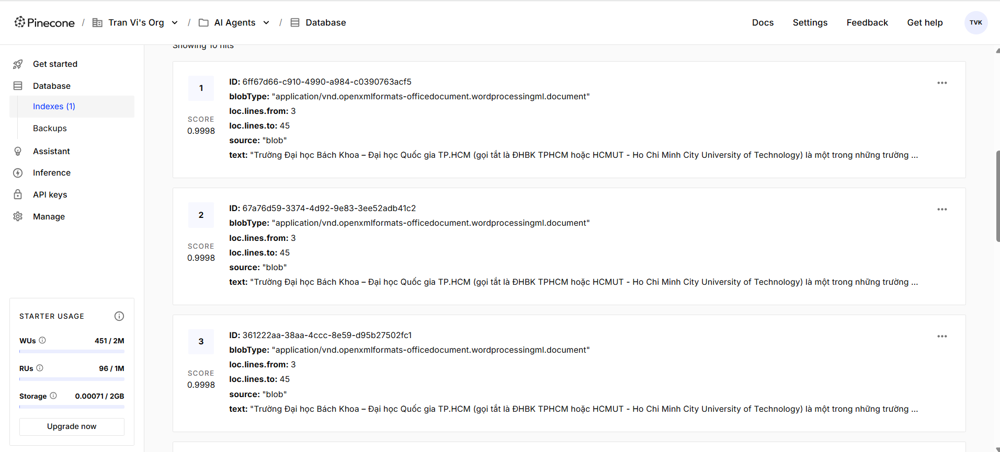 Pinecone / Tran Vi's Org / AI Agents / Database
Docs Settings Feedback Get help TVK
Get started
Database
Indexes (1)
Backups
Assistant
Inference
API keys
Manage
STARTER USAGE
WUs 451 / 2M
RUs 96 / 1M
Storage 0.00071 / 2GB
Upgrade now
Showing 10 hits
1
SCORE
0.9998
ID: 6ff67d66-c910-4990-a984-c0390763acf5
blobType: "application/vnd.openxmlformats-officedocument.wordprocessingml.document"
loc.lines.from: 3
loc.lines.to: 45
source: "blob"
text: "Trường Đại học Bách Khoa – Đại học Quốc gia TP.HCM (gọi tắt là ĐHBK TPHCM hoặc HCMUT - Ho Chi Minh City University of Technology) là một trong những trường ...
2
SCORE
0.9998
ID: 67a76d59-3374-4d92-9e83-3ee52adb41c2
blobType: "application/vnd.openxmlformats-officedocument.wordprocessingml.document"
loc.lines.from: 3
loc.lines.to: 45
source: "blob"
text: "Trường Đại học Bách Khoa – Đại học Quốc gia TP.HCM (gọi tắt là ĐHBK TPHCM hoặc HCMUT - Ho Chi Minh City University of Technology) là một trong những trường ...
3
SCORE
0.9998
ID: 361222aa-38aa-4ccc-8e59-d95b27502fc1
blobType: "application/vnd.openxmlformats-officedocument.wordprocessingml.document"
loc.lines.from: 3
loc.lines.to: 45
source: "blob"
text: "Trường Đại học Bách Khoa – Đại học Quốc gia TP.HCM (gọi tắt là ĐHBK TPHCM hoặc HCMUT - Ho Chi Minh City University of Technology) là một trong những trường ...